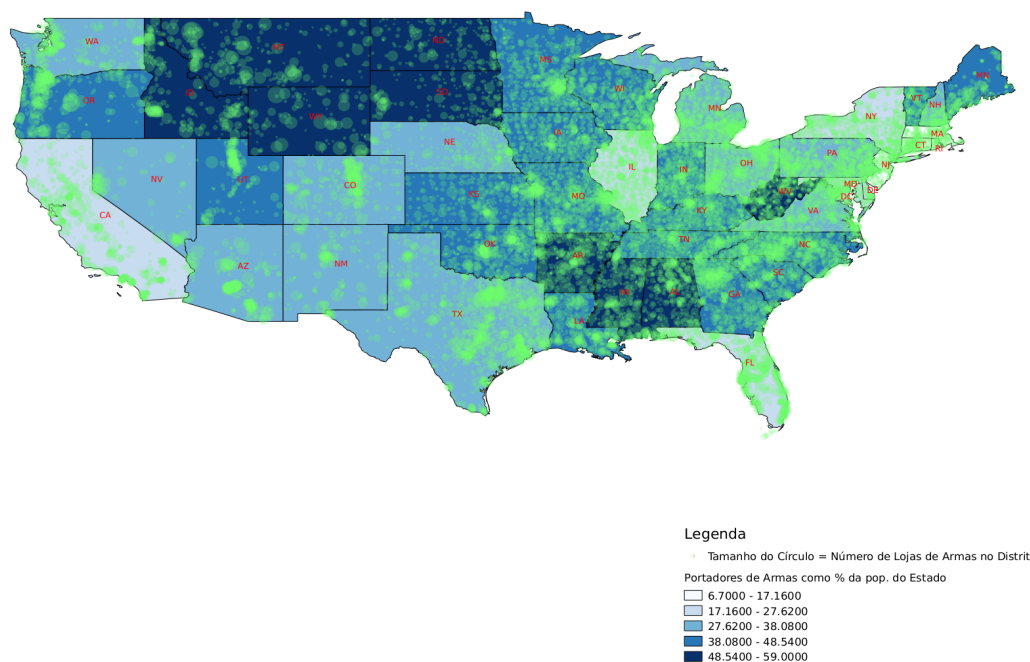 WA
ND
MS
MN
WI
ID
OR
SD
VT
NH
MN
NY
WY
IA
MA
NE
CT
RI
PA
OH
IL
IN
NJ
NV
UT
CO
KS
MO
WV
MD
DE
DC
CA
KY
VA
OK
TN
NC
AZ
NM
AR
SC
GA
TX
LA
FL
Legenda
Tamanho do Círculo = Número de Lojas de Armas no Distrit
Portadores de Armas como % da pop. do Estado
6.7000 - 17.1600
17.1600 - 27.6200
27.6200 - 38.0800
38.0800 - 48.5400
48.5400 - 59.0000